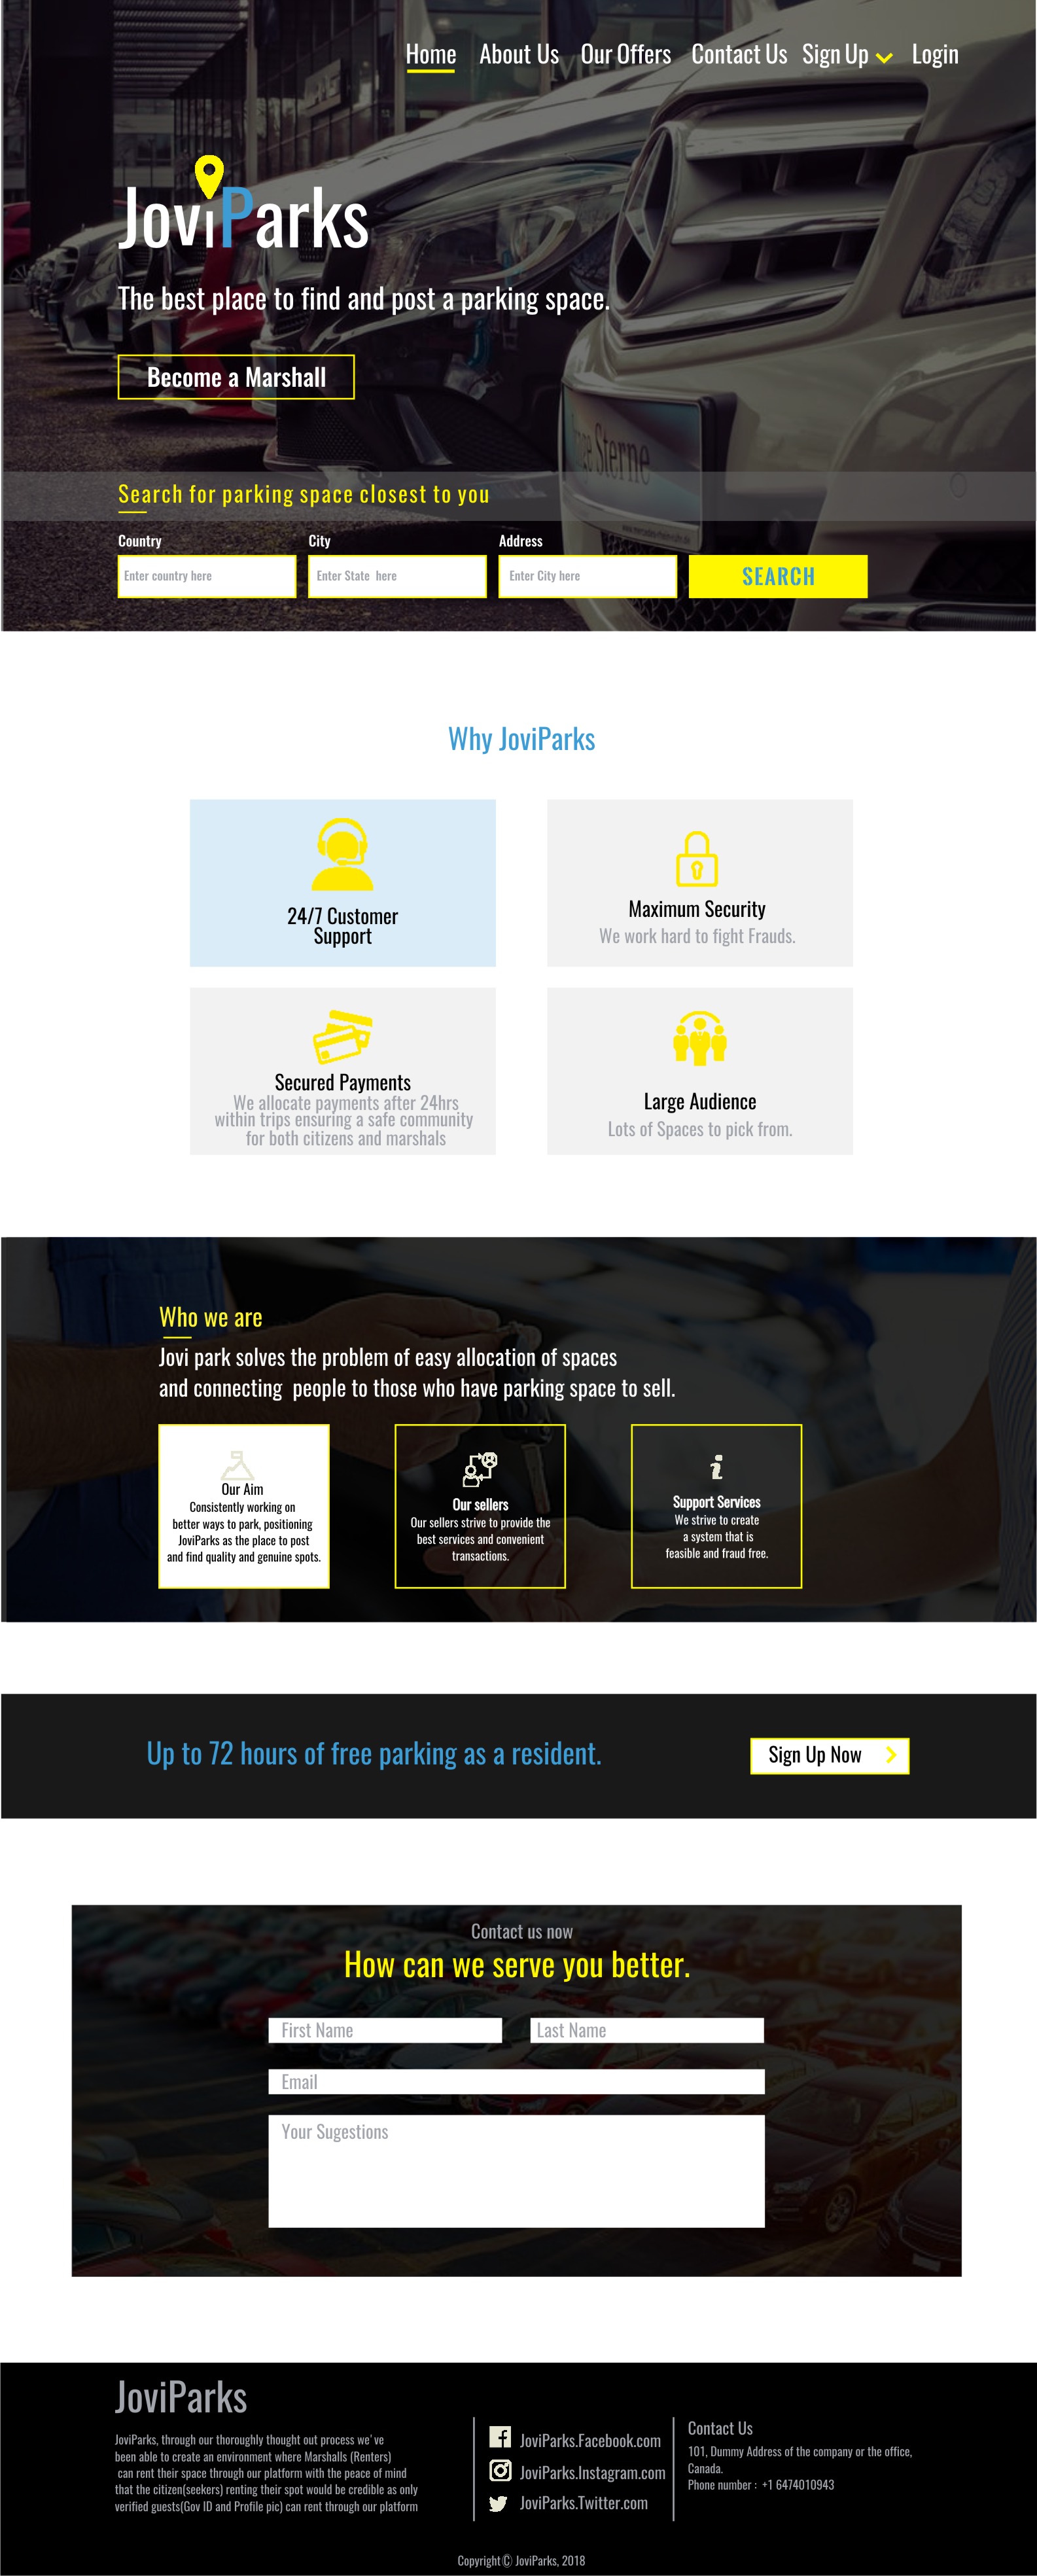 Home About Us Our Offers Contact Us Sign Up Login
JoviParks
The best place to find and post a parking space.
Become a Marshall
Sterne
Search for parking space closest to you
Country City Address
Enter country here Enter State here Enter City here SEARCH
Why JoviParks
24/7 Customer
Support
Maximum Security
We work hard to fight Frauds.
Secured Payments
We allocate payments after 24hrs
within trips ensuring a safe community
for both citizens and marshals
Large Audience
Lots of Spaces to pick from.
Who we are
Jovi park solves the problem of easy allocation of spaces
and connecting people to those who have parking space to sell.
Our Aim
Consistently working on
better ways to park, positioning
JoviParks as the place to post
and find quality and genuine spots.
Our sellers
Our sellers strive to provide the
best services and convenient
transactions.
Support Services
We strive to create
a system that is
feasible and fraud free.
Up to 72 hours of free parking as a resident.
Sign Up Now
Contact us now
How can we serve you better.
First Name Last Name
Email
Your Sugestions
JoviParks
JoviParks, through our thoroughly thought out process we've
been able to create an environment where Marshalls (Renters)
can rent their space through our platform with the peace of mind
that the citizen(seekers) renting their spot would be credible as only
verified guests(Gov ID and Profile pic) can rent through our platform
JoviParks.Facebook.com
JoviParks.Instagram.com
JoviParks.Twitter.com
Contact Us
101, Dummy Address of the company or the office,
Canada.
Phone number : +1 6474010943
Copyright© JoviParks, 2018